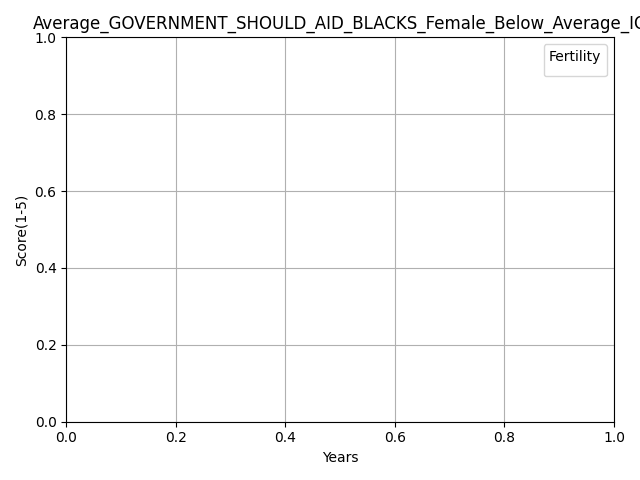 Average_GOVERNMENT_SHOULD_AID_BLACKS_Female_Below_Average_IQ
Fertility
1.0
0.8
0.6
0.4
0.2
0.0
Score(1-5)
0.0 0.2 0.4 0.6 0.8 1.0
Years